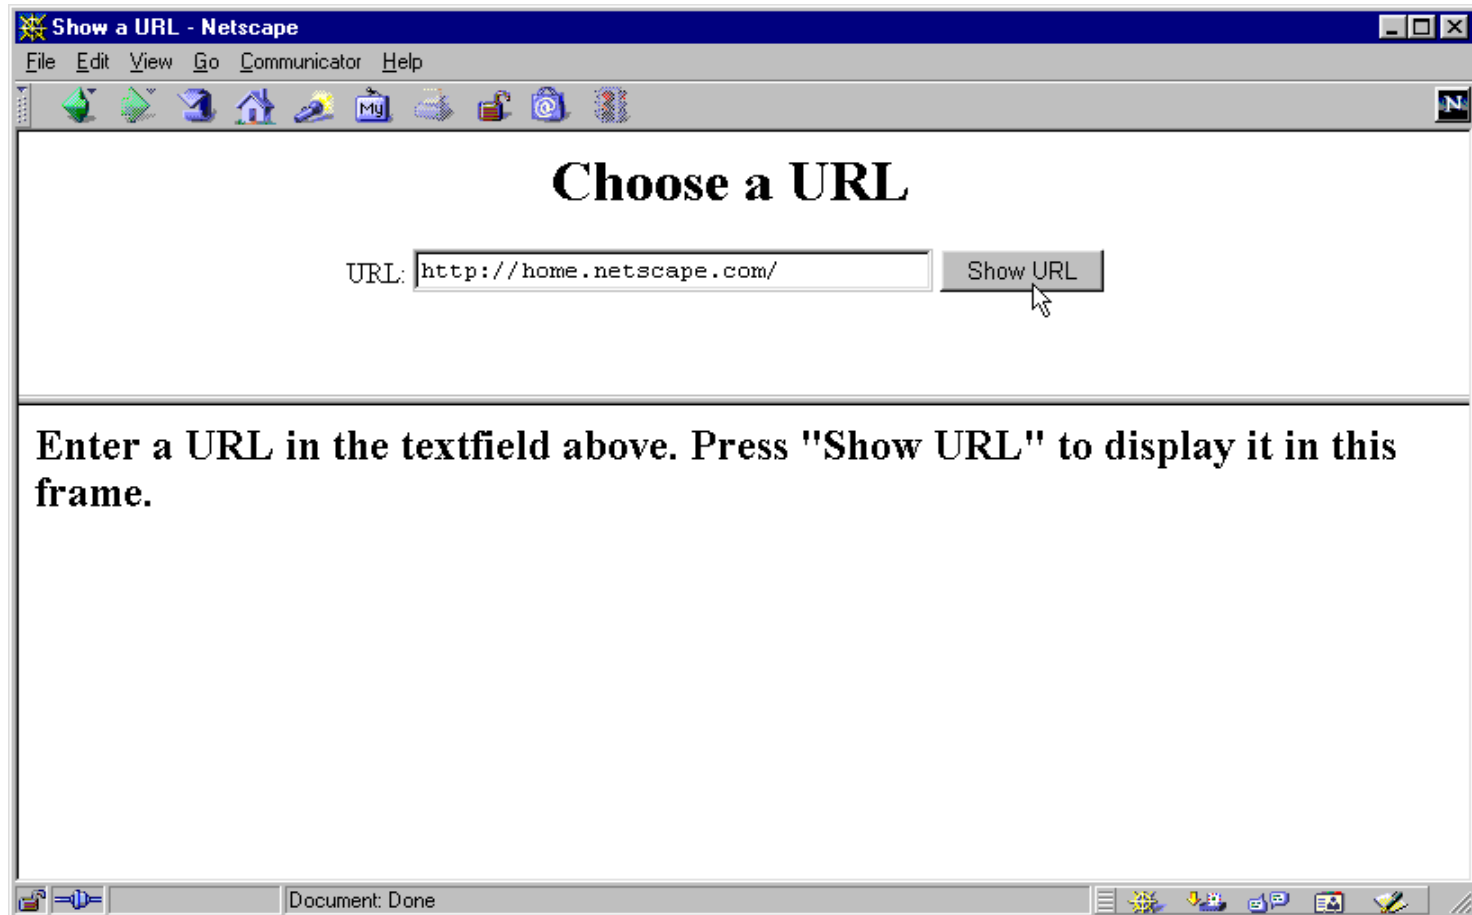 Show a URL - Netscape
File Edit View Go Communicator Help
My
N
Choose a URL
URL: http://home.netscape.com/ Show URL
Enter a URL in the textfield above. Press "Show URL" to display it in this
frame.
Document: Done